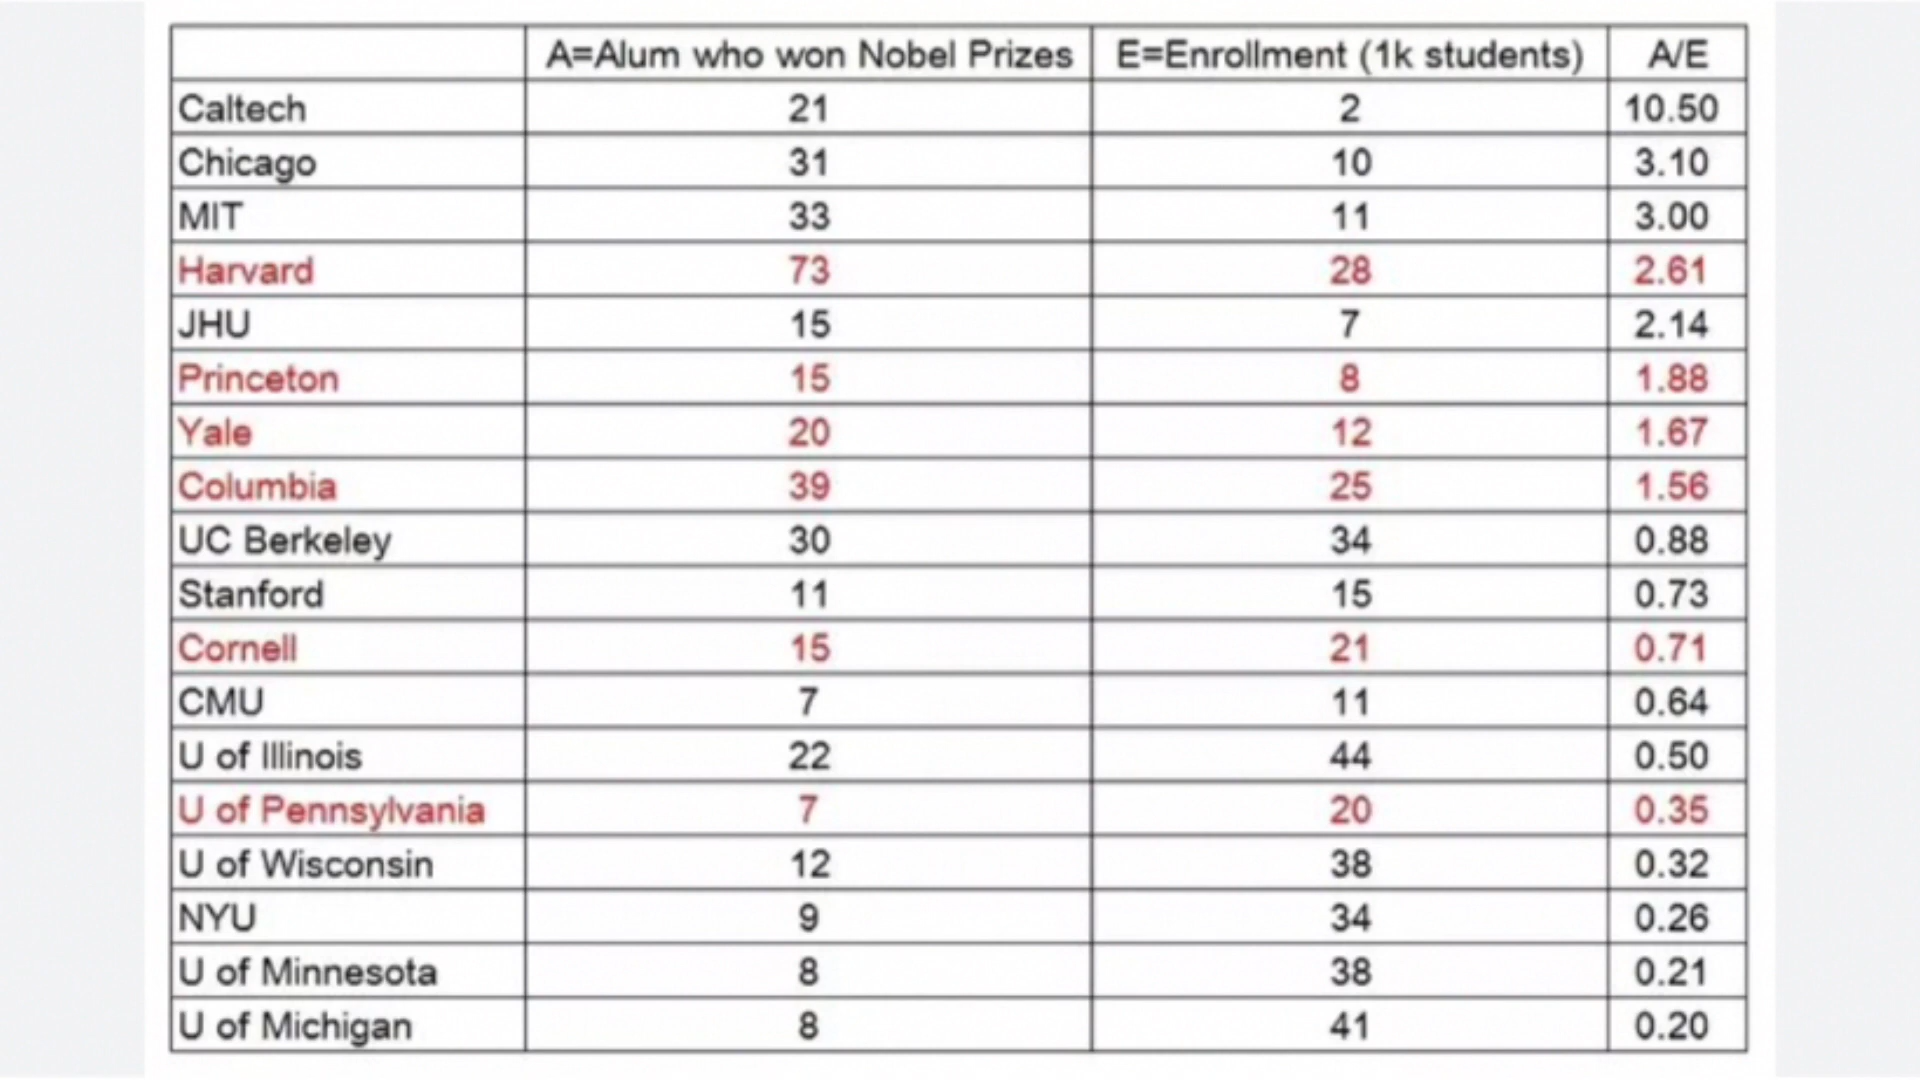 A=Alum who won Nobel Prizes E=Enrollment (1k students) A/E
Caltech 21 2 10.50
Chicago 31 10 3.10
MIT 33 11 3.00
Harvard 73 28 2.61
JHU 15 7 2.14
Princeton 15 8 1.88
Yale 20 12 1.67
Columbia 39 25 1.56
UC Berkeley 30 34 0.88
Stanford 11 15 0.73
Cornell 15 21 0.71
CMU 7 11 0.64
U of Illinois 22 44 0.50
U of Pennsylvania 7 20 0.35
U of Wisconsin 12 38 0.32
NYU 9 34 0.26
U of Minnesota 8 38 0.21
U of Michigan 8 41 0.20